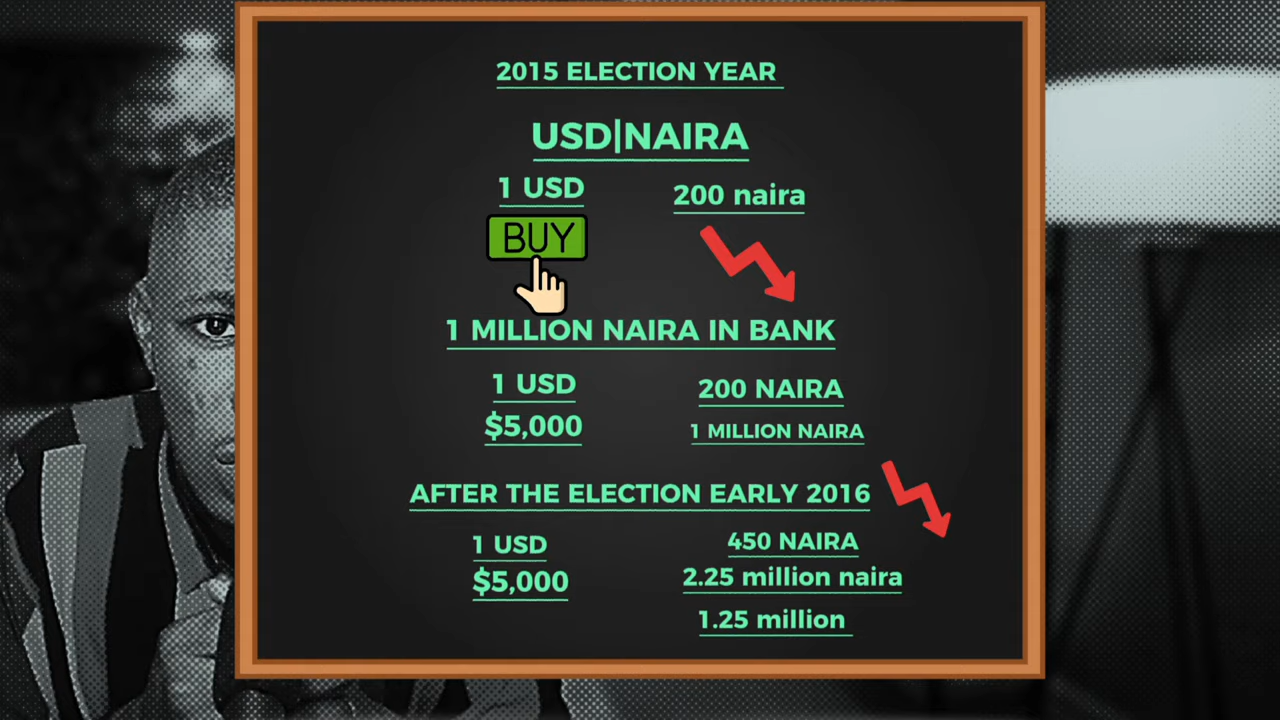 2015 ELECTION YEAR
USD|NAIRA
1 USD 200 naira
BUY
1 MILLION NAIRA IN BANK
1 USD 200 NAIRA
$5,000 1 MILLION NAIRA
AFTER THE ELECTION EARLY 2016
1 USD 450 NAIRA
$5,000 2.25 million naira
1.25 million